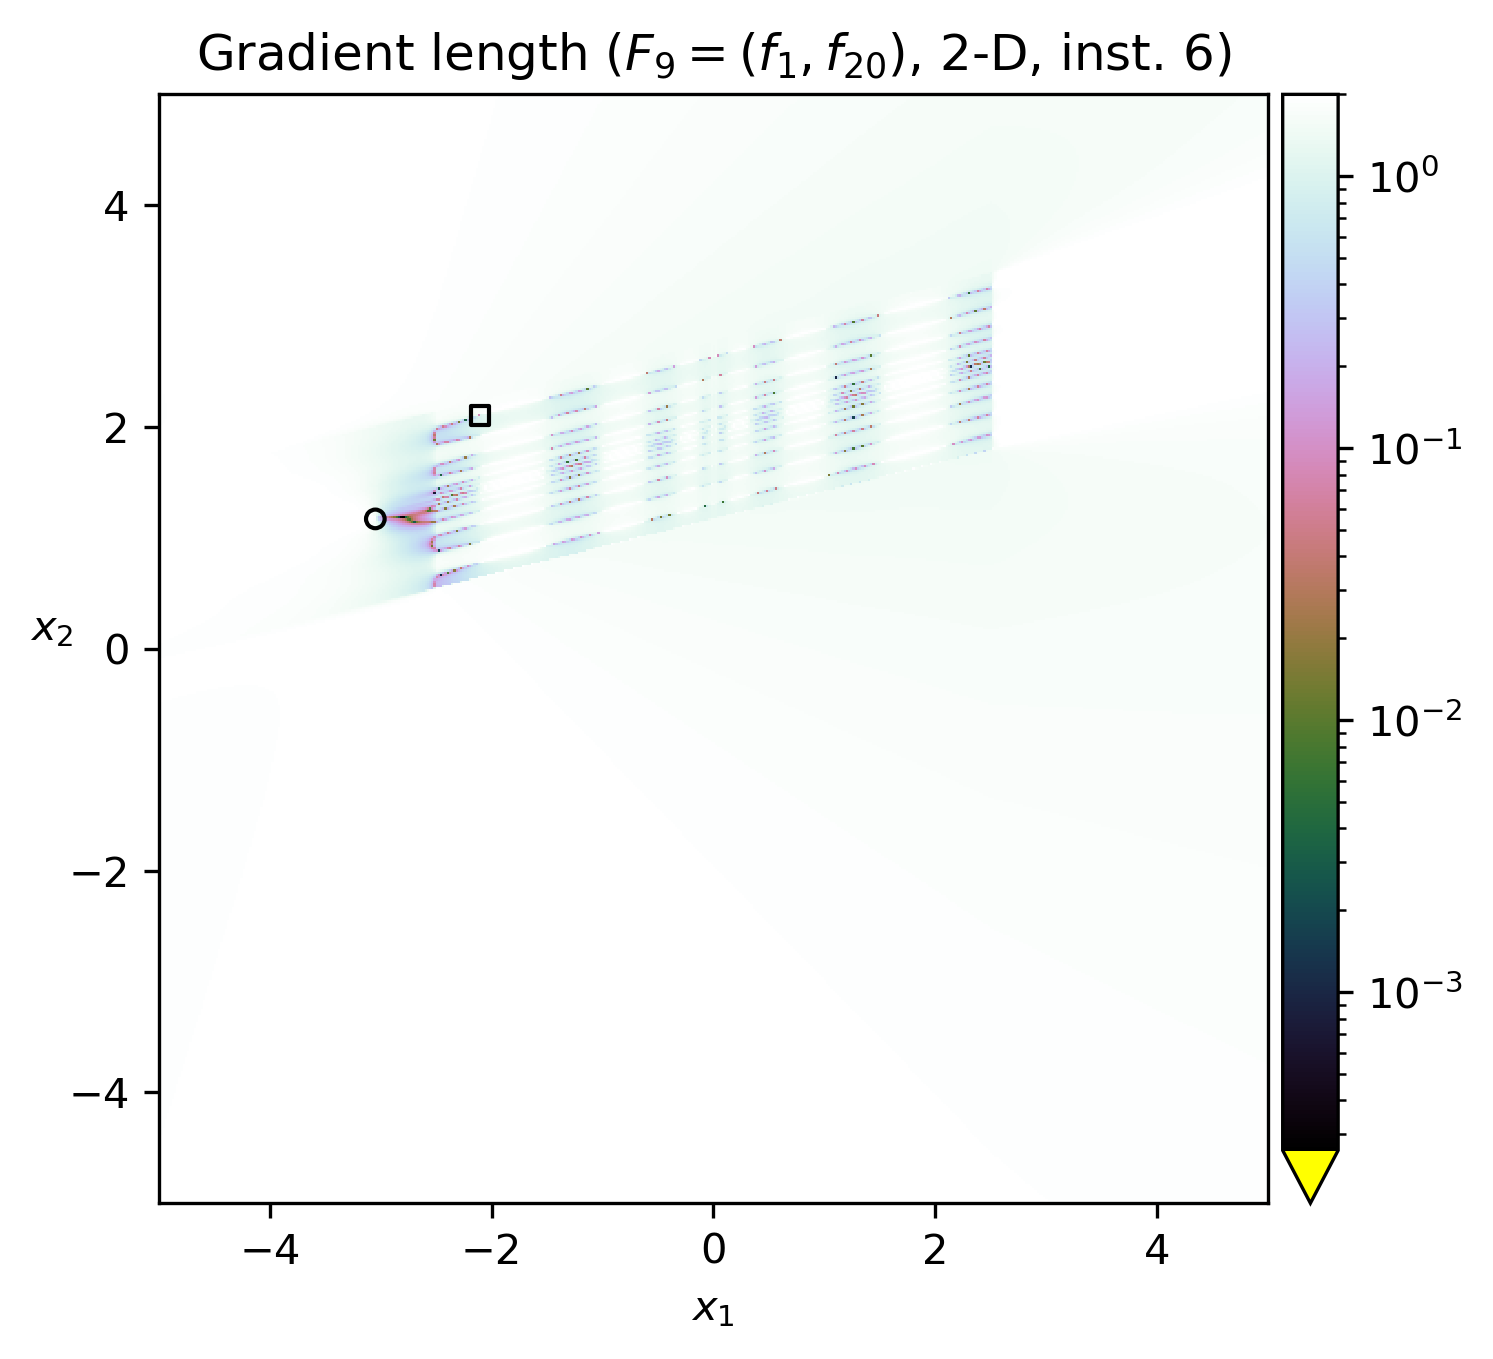 Gradient length (F₉ = (f₁, f₂₀), 2-D, inst. 6)
10⁰
10⁻¹
10⁻²
10⁻³
4
2
0
−2
−4
x₂
−4 −2 0 2 4
x₁